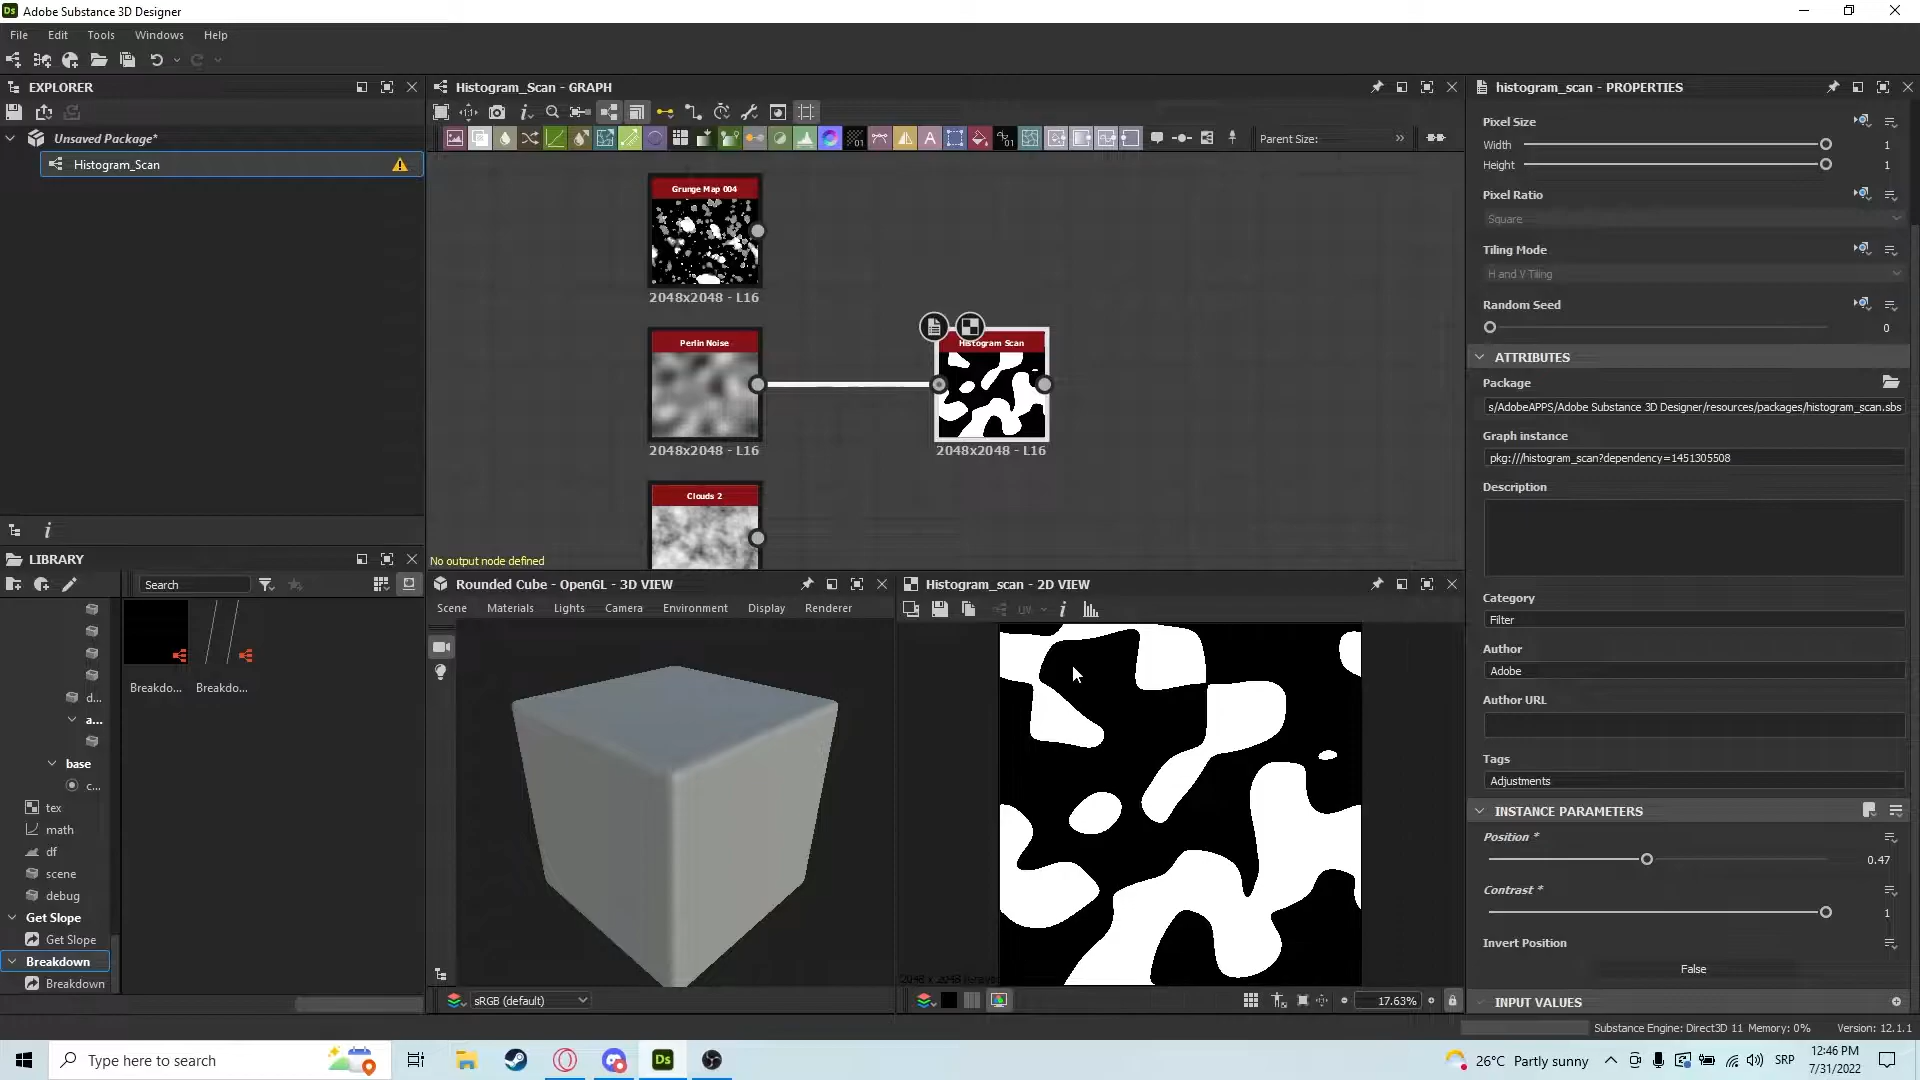 Ds Adobe Substance 3D Designer
File Edit Tools Windows Help
EXPLORER
Unsaved Package*
Histogram_Scan
Histogram_Scan - GRAPH
Parent Size:
Grunge Map 004
2048x2048 - L16
Perlin Noise
2048x2048 - L16
Histogram Scan
2048x2048 - L16
Clouds 2
No output node defined
LIBRARY
Search
Breakdo...
Breakdo...
d...
a...
base
c...
tex
math
df
scene
debug
Get Slope
Get Slope
Breakdown
Breakdown
Rounded Cube - OpenGL - 3D VIEW
Scene Materials Lights Camera Environment Display Renderer
sRGB (default)
Histogram_scan - 2D VIEW
UV
17.63%
histogram_scan - PROPERTIES
Pixel Size
Width 1
Height 1
Pixel Ratio
Square
Tiling Mode
H and V Tiling
Random Seed
0
ATTRIBUTES
Package
s/AdobeAPPS/Adobe Substance 3D Designer/resources/packages/histogram_scan.sbs
Graph instance
pkg:///histogram_scan?dependency=1451305508
Description
Category
Filter
Author
Adobe
Author URL
Tags
Adjustments
INSTANCE PARAMETERS
Position *
0.47
Contrast *
1
Invert Position
False
INPUT VALUES
Substance Engine: Direct3D 11 Memory: 0% Version: 12.1.1
Type here to search
Ds
26°C Partly sunny
SRP
12:46 PM
7/31/2022